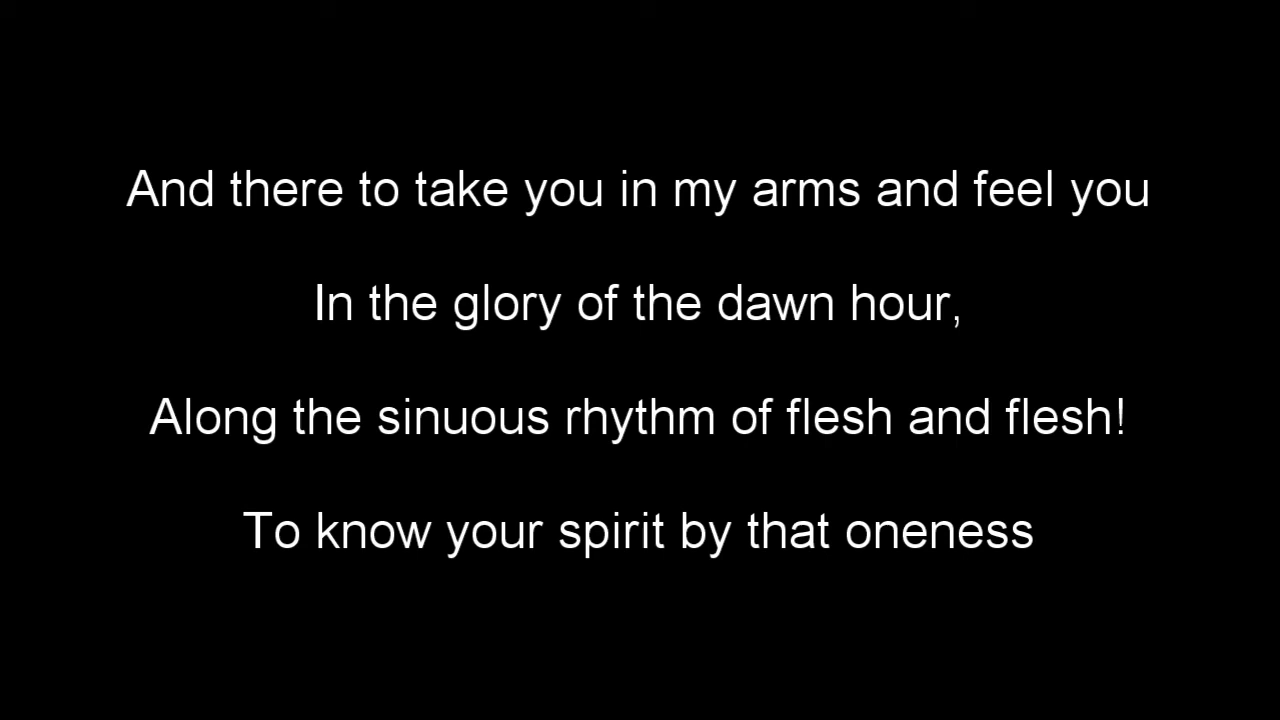 And there to take you in my arms and feel you
In the glory of the dawn hour,
Along the sinuous rhythm of flesh and flesh!
To know your spirit by that oneness